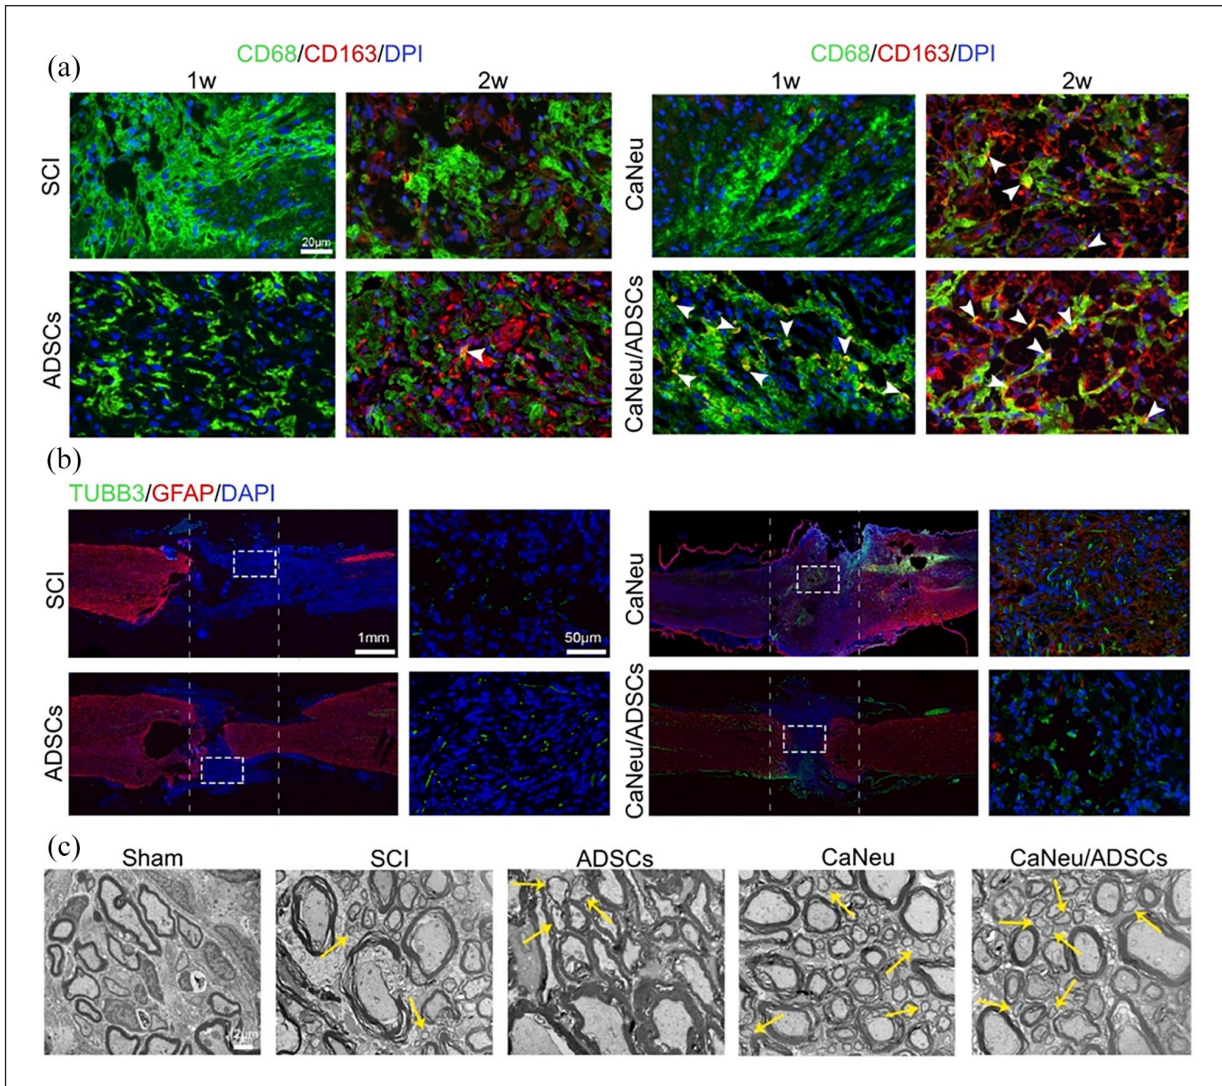 (a)
CD68/CD163/DPI
CD68/CD163/DPI
1w
2w
1w
2w
SCI
20µm
CaNeu
ADSCs
CaNeu/ADSCs
(b)
TUBB3/GFAP/DAPI
SCI
1mm
50µm
CaNeu
ADSCs
CaNeu/ADSCs
(c)
Sham
SCI
ADSCs
CaNeu
CaNeu/ADSCs
2µm